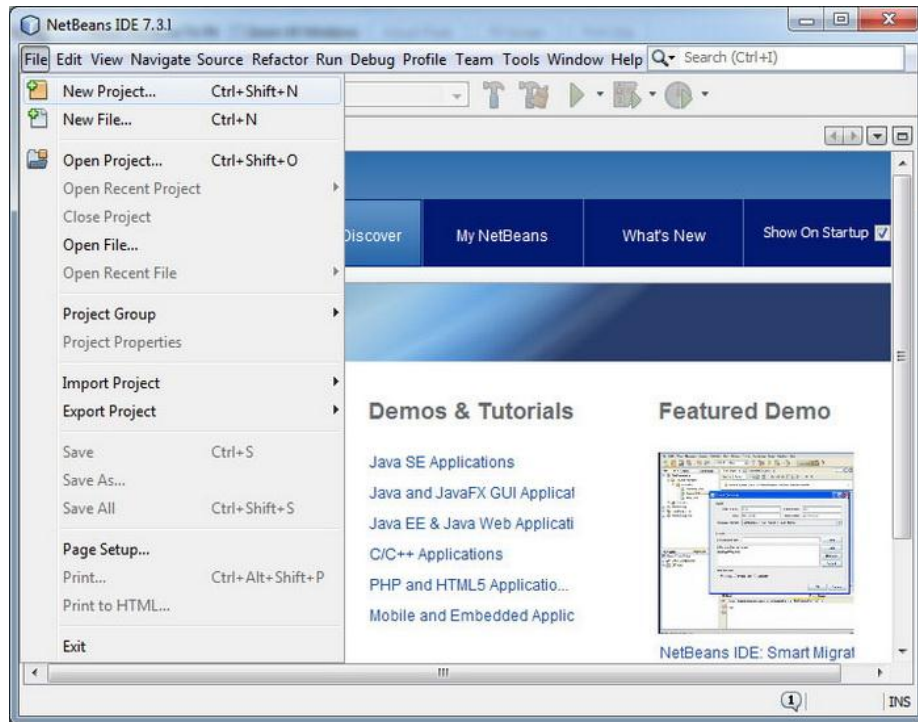 NetBeans IDE 7.3.1
File Edit View Navigate Source Refactor Run Debug Profile Team Tools Window Help Search (Ctrl+I)
New Project... Ctrl+Shift+N
New File... Ctrl+N
Open Project... Ctrl+Shift+O
Open Recent Project
Close Project
Open File...
Open Recent File
Project Group
Project Properties
Import Project
Export Project
Save Ctrl+S
Save As...
Save All Ctrl+Shift+S
Page Setup...
Print... Ctrl+Alt+Shift+P
Print to HTML...
Exit
Discover My NetBeans What's New Show On Startup
Demos & Tutorials
Java SE Applications
Java and JavaFX GUI Applicat
Java EE & Java Web Applicati
C/C++ Applications
PHP and HTML5 Applicatio...
Mobile and Embedded Applic
Featured Demo
NetBeans IDE: Smart Migrat
1 INS